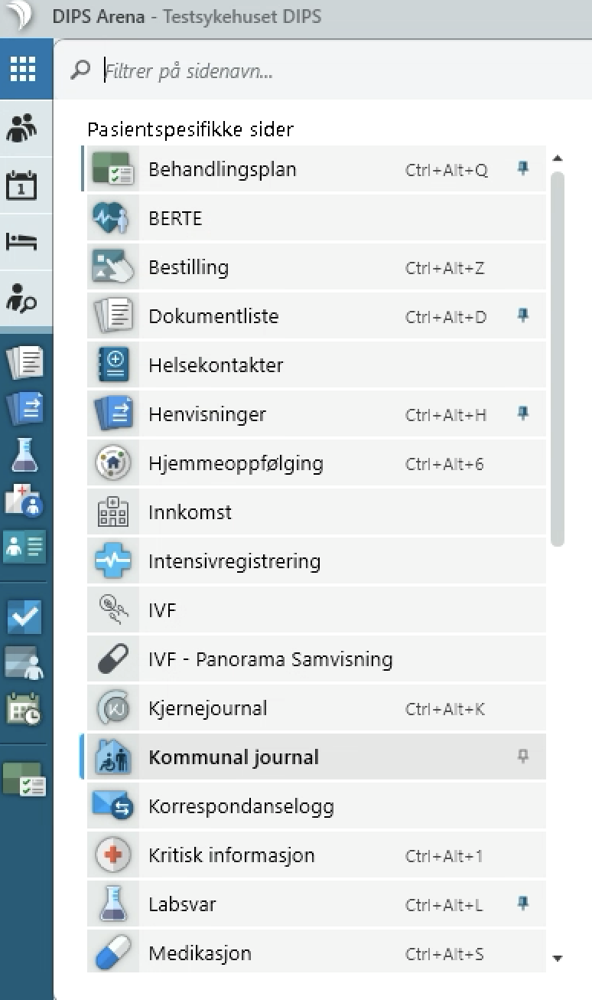 DIPS Arena - Testsykehuset DIPS
Filtrer på sidenavn...
Pasientspesifikke sider
Behandlingsplan Ctrl+Alt+Q
BERTE
Bestilling Ctrl+Alt+Z
1
Dokumentliste Ctrl+Alt+D
Helsekontakter
Henvisninger Ctrl+Alt+H
Hjemmeoppfølging Ctrl+Alt+6
Innkomst
Intensivregistrering
IVF
IVF - Panorama Samvisning
KJ Kjernejournal Ctrl+Alt+K
Kommunal journal
Korrespondanselogg
Kritisk informasjon Ctrl+Alt+1
Labsvar Ctrl+Alt+L
Medikasjon Ctrl+Alt+S